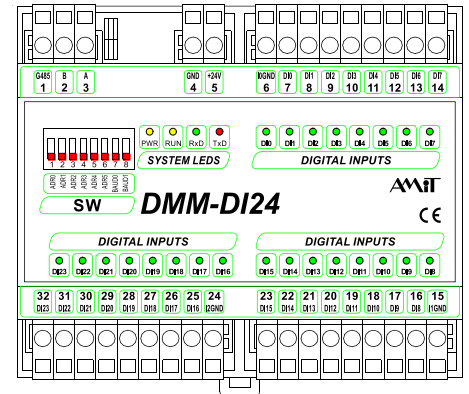 G485 B A GND +24V I0GND DI0 DI1 DI2 DI3 DI4 DI5 DI6 DI7
1 2 3 4 5 6 7 8 9 10 11 12 13 14
1 2 3 4 5 6 7 8
PWR RUN RxD TxD
DI0 DI1 DI2 DI3 DI4 DI5 DI6 DI7
SYSTEM LEDS
DIGITAL INPUTS
ADR0 ADR1 ADR2 ADR3 ADR4 ADR5 BAUD0 BAUD1
AMiT
SW
DMM-DI24
CE
DIGITAL INPUTS
DIGITAL INPUTS
DI23 DI22 DI21 DI20 DI19 DI18 DI17 DI16
DI15 DI14 DI13 DI12 DI11 DI10 DI9 DI8
32 31 30 29 28 27 26 25 24 23 22 21 20 19 18 17 16 15
DI23 DI22 DI21 DI20 DI19 DI18 DI17 DI16 I2GND DI15 DI14 DI13 DI12 DI11 DI10 DI9 DI8 I1GND